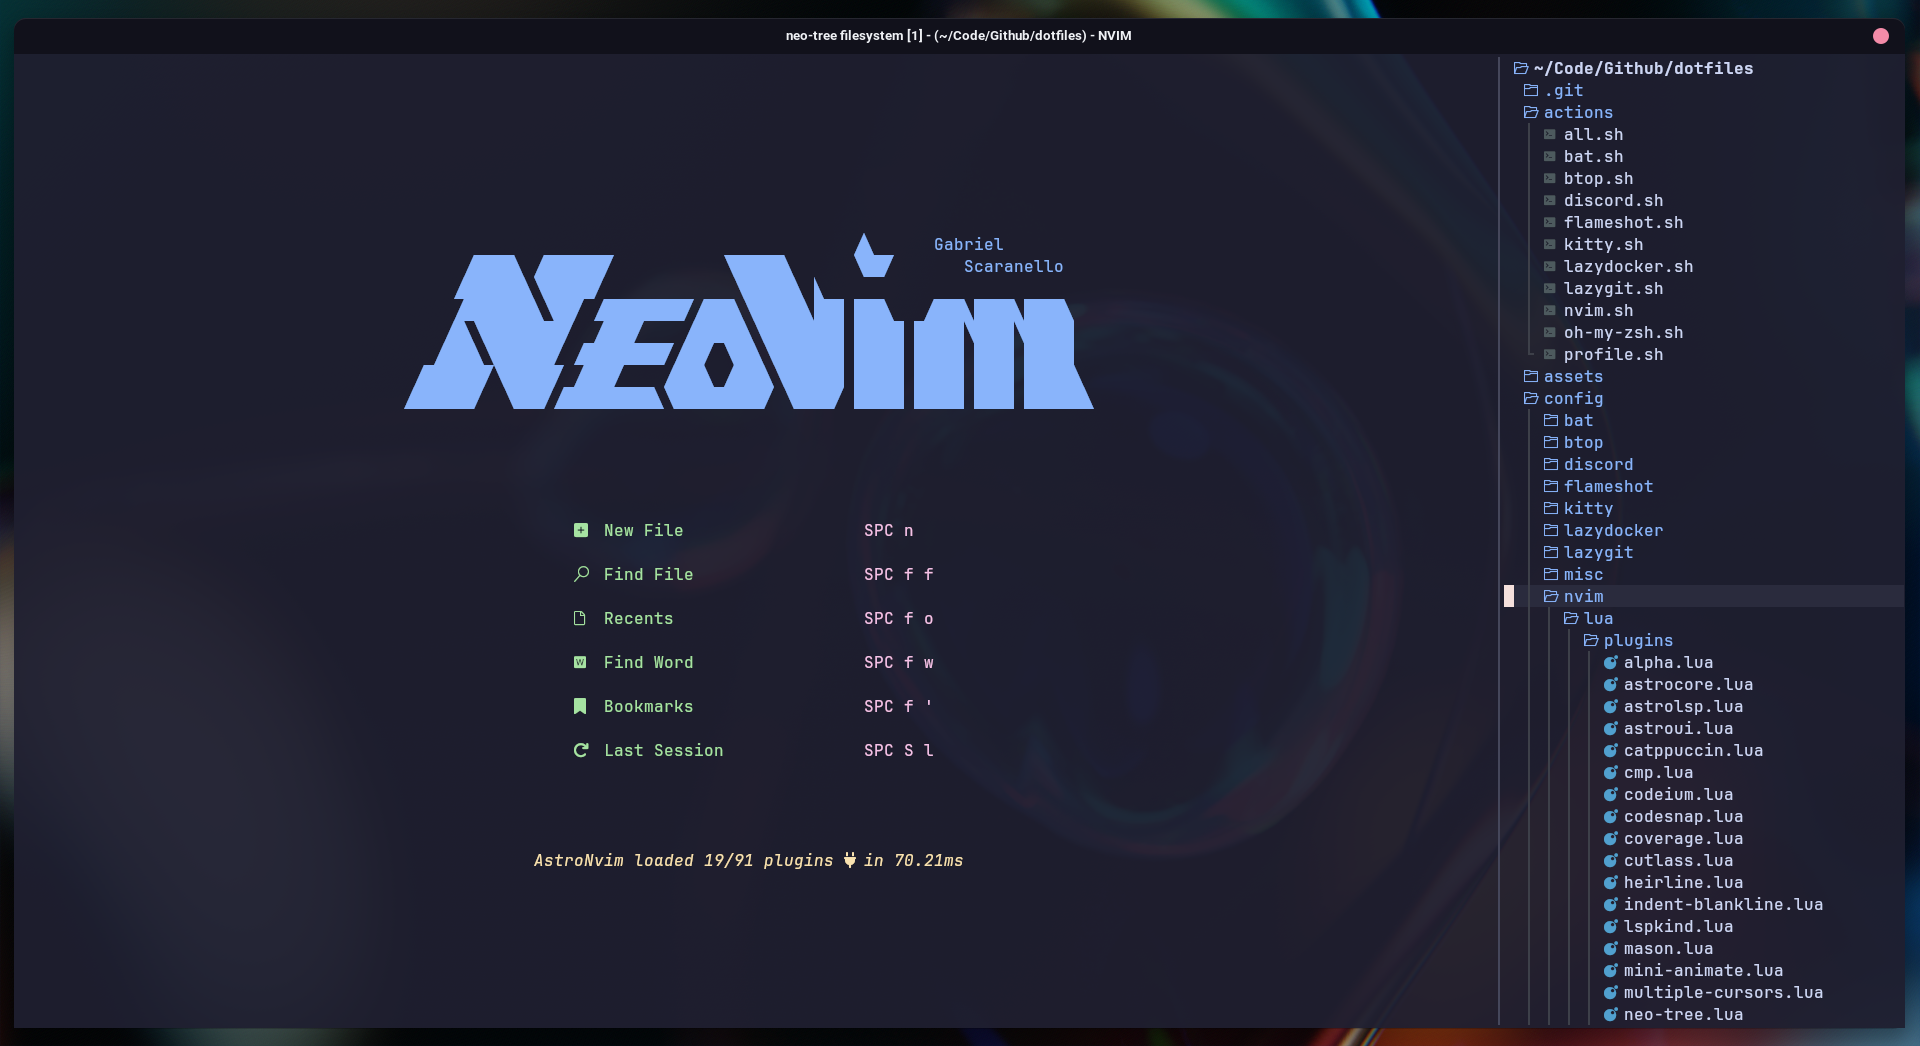 neo-tree filesystem [1] - (~/Code/Github/dotfiles) - NVIM
Gabriel
Scaranello
NEOVim
New File SPC n
Find File SPC f f
Recents SPC f o
Find Word SPC f w
Bookmarks SPC f '
Last Session SPC S l
AstroNvim loaded 19/91 plugins in 70.21ms
~/Code/Github/dotfiles
.git
actions
all.sh
bat.sh
btop.sh
discord.sh
flameshot.sh
kitty.sh
lazydocker.sh
lazygit.sh
nvim.sh
oh-my-zsh.sh
profile.sh
assets
config
bat
btop
discord
flameshot
kitty
lazydocker
lazygit
misc
nvim
lua
plugins
alpha.lua
astrocore.lua
astrolsp.lua
astroui.lua
catppuccin.lua
cmp.lua
codeium.lua
codesnap.lua
coverage.lua
cutlass.lua
heirline.lua
indent-blankline.lua
lspkind.lua
mason.lua
mini-animate.lua
multiple-cursors.lua
neo-tree.lua